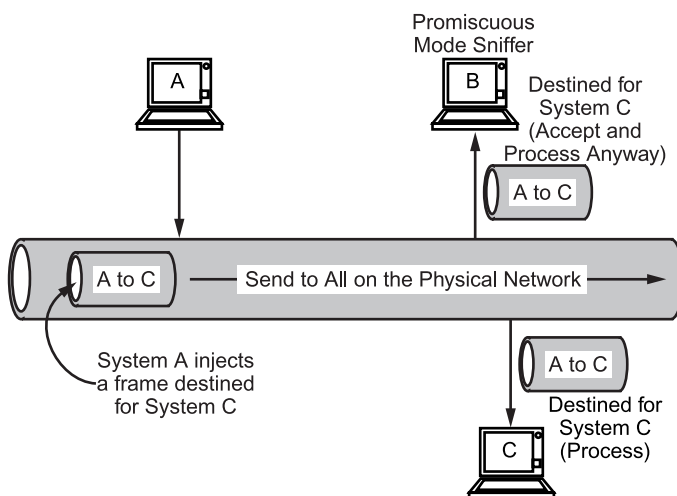 Promiscuous
Mode Sniffer
A
B
Destined for
System C
(Accept and
Process Anyway)
A to C
A to C
Send to All on the Physical Network
System A injects
a frame destined
for System C
A to C
Destined for
System C
(Process)
C